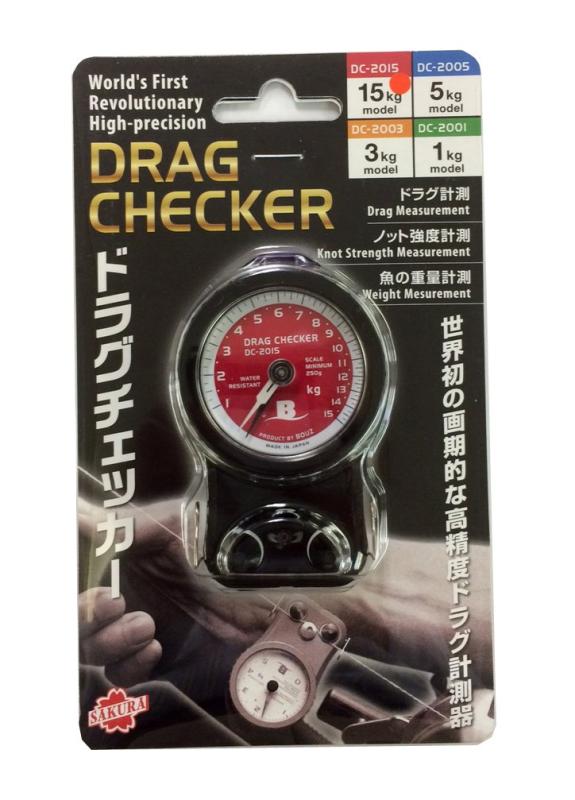 World's First
Revolutionary
High-precision
DRAG
CHECKER
DC-2015
15kg
model
DC-2005
5kg
model
DC-2003
3kg
model
DC-2001
1kg
model
ドラグ計測
Drag Measurement
ノット強度計測
Knot Strength Measurement
魚の重量計測
Weight Mesurement
ドラグチェッカー
世界初の画期的な高精度ドラグ計測器
1 2 3 4 5 6 7 8 9 10 11 12 13 14 15
DRAG CHECKER
DC-2015
WATER
RESISTANT
SCALE
MINIMUM
250g
kg
B
PRODUCT BY BOUZ
MADE IN JAPAN
SAKURA